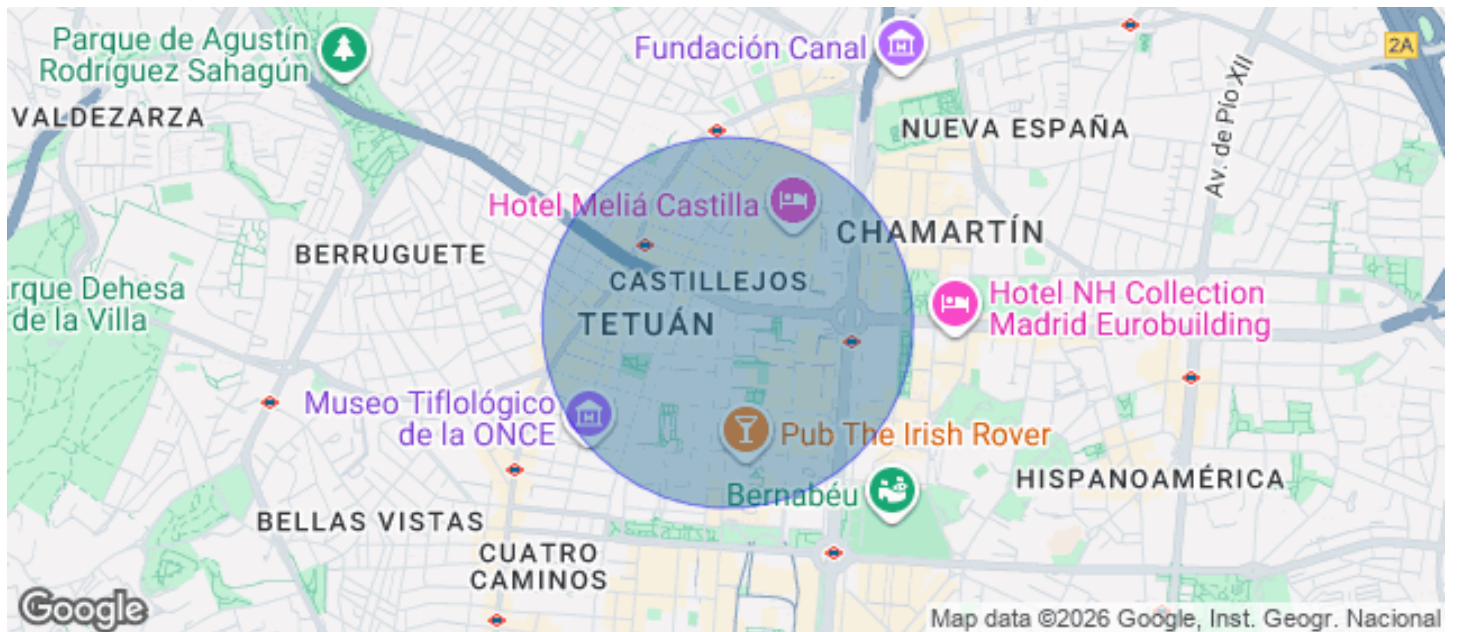 Parque de Agustín
Rodríguez Sahagún
Fundación Canal
2A
VALDEZARZA
NUEVA ESPAÑA
Av. de Pío XII
Hotel Meliá Castilla
CHAMARTÍN
BERRUGUETE
CASTILLEJOS
rque Dehesa
de la Villa
Hotel NH Collection
Madrid Eurobuilding
TETUÁN
Museo Tiflológico
de la ONCE
Pub The Irish Rover
HISPANOAMÉRICA
Bernabéu
BELLAS VISTAS
CUATRO
CAMINOS
Google
Map data ©2026 Google, Inst. Geogr. Nacional